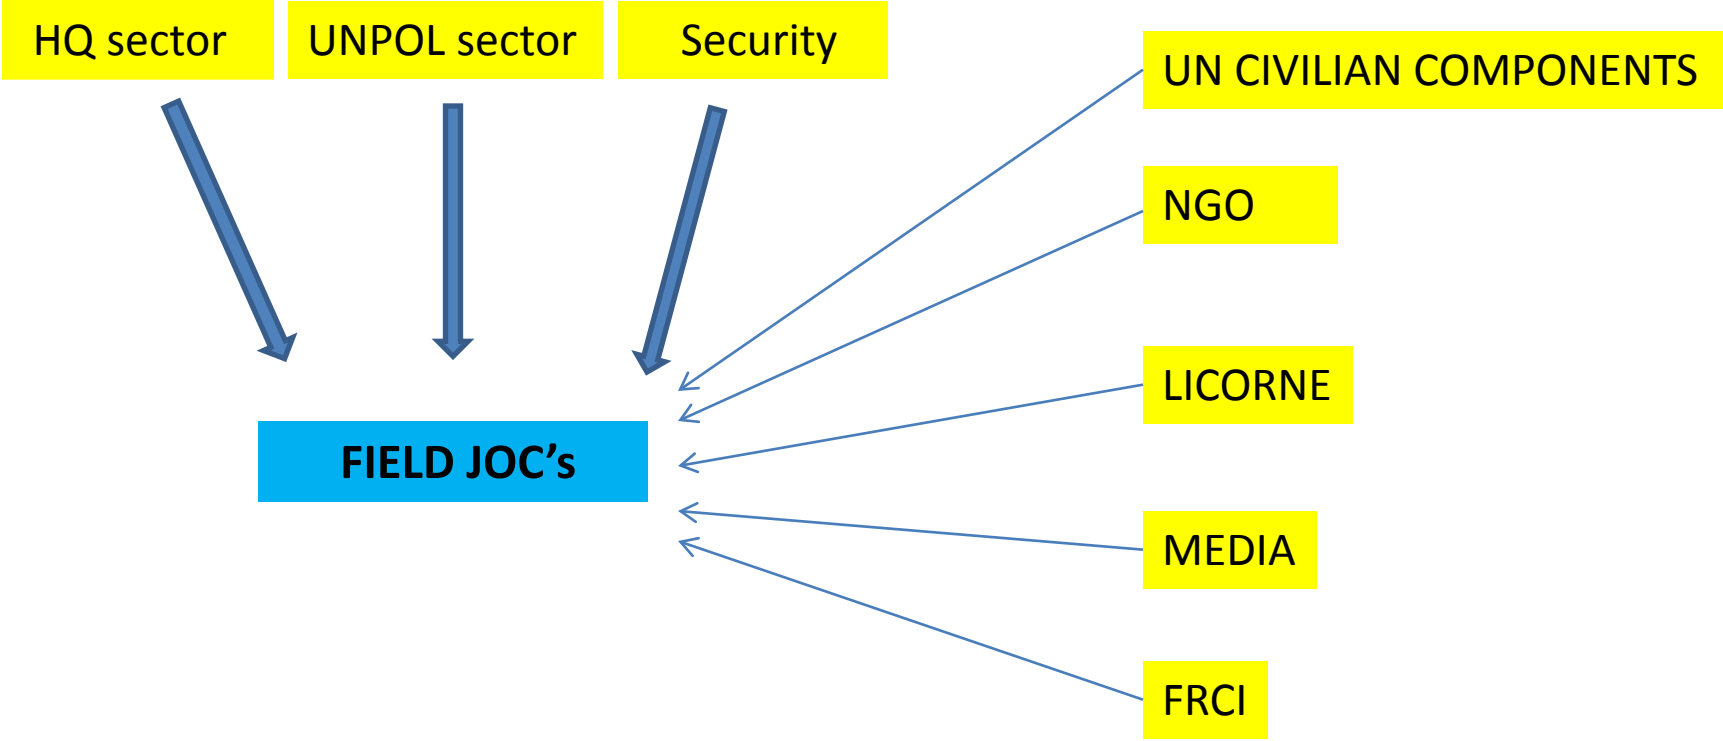 HQ sector
UNPOL sector
Security
UN CIVILIAN COMPONENTS
NGO
LICORNE
FIELD JOC’s
MEDIA
FRCI